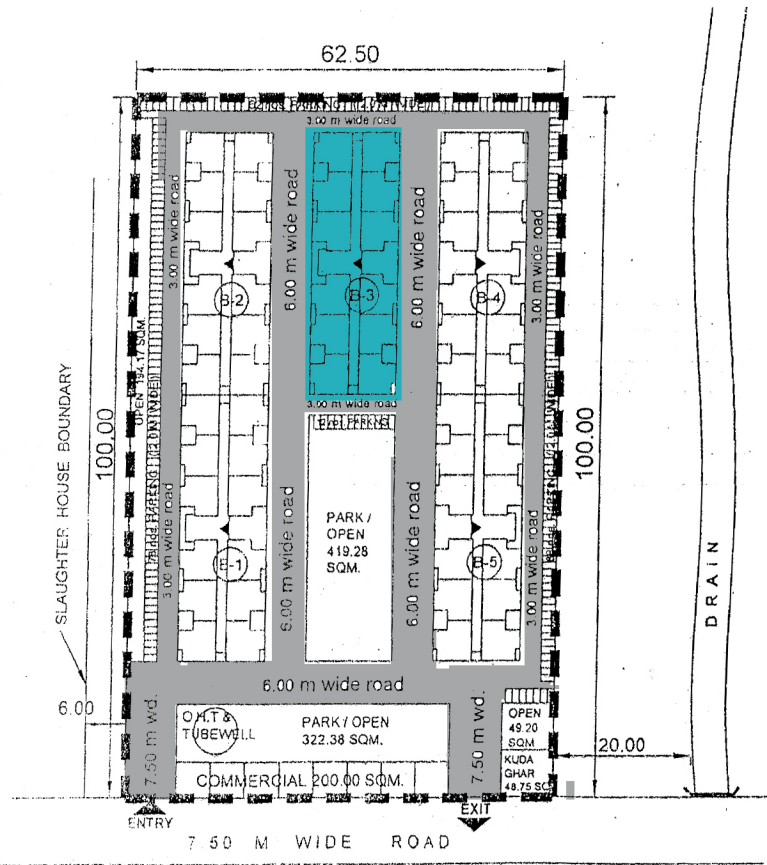 62.50
3.00 m wide road
3.00 m wide road
6.00 m wide road
6.00 m wide road
3.00 m wide road
B-2
B-3
B-4
SLAUGHTER HOUSE BOUNDARY
100.00
100.00
3.00 m wide road
3.00 m wide road
6.00 m wide road
6.00 m wide road
3.00 m wide road
PARK /
OPEN
419.28
SQM.
B-1
B-5
DRAIN
6.00 m wide road
6.00
7.50 m wd.
O.H.T &
TUBEWELL
PARK / OPEN
322.38 SQM.
7.50 m wd.
OPEN
49.20
SQM
KUDA
GHAR
48.75 SQ
20.00
COMMERCIAL 200.00 SQM.
ENTRY
EXIT
7.50 M WIDE ROAD